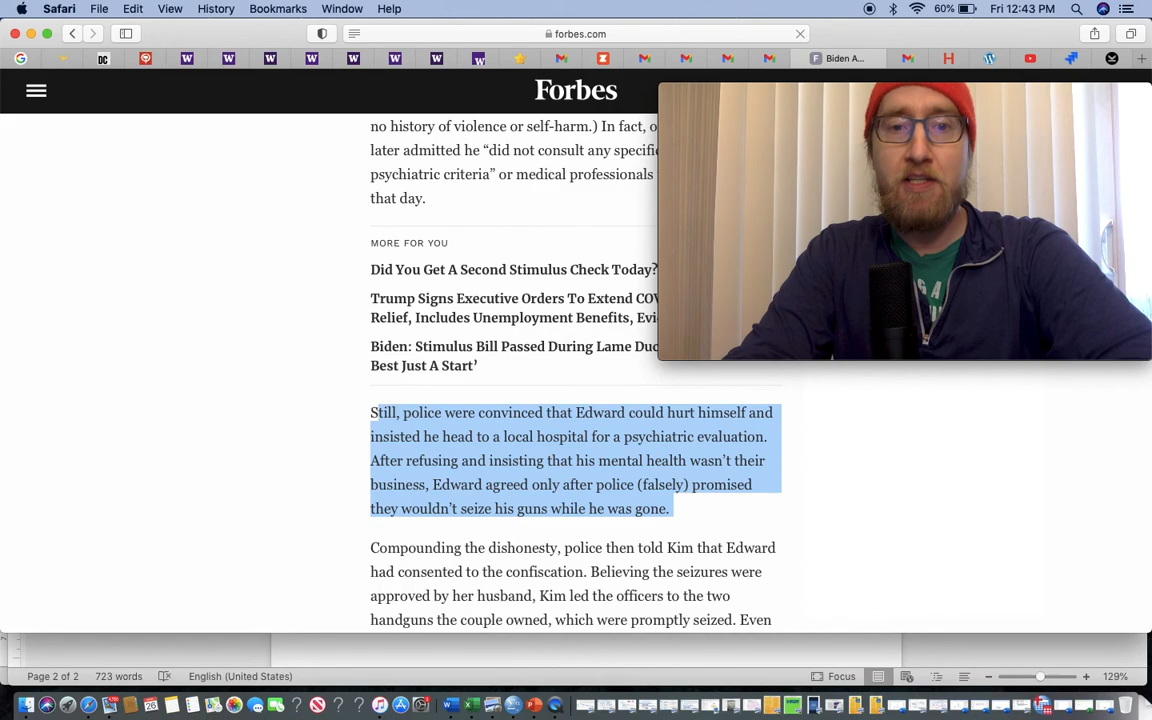 Safari File Edit View History Bookmarks Window Help 60% Fri 12:43 PM
forbes.com
Biden A...
Forbes
no history of violence or self-harm.) In fact, o
later admitted he “did not consult any specifi
psychiatric criteria” or medical professionals
that day.
MORE FOR YOU
Did You Get A Second Stimulus Check Today?
Trump Signs Executive Orders To Extend COV
Relief, Includes Unemployment Benefits, Evi
Biden: Stimulus Bill Passed During Lame Duc
Best Just A Start’
Still, police were convinced that Edward could hurt himself and
insisted he head to a local hospital for a psychiatric evaluation.
After refusing and insisting that his mental health wasn’t their
business, Edward agreed only after police (falsely) promised
they wouldn’t seize his guns while he was gone.
Compounding the dishonesty, police then told Kim that Edward
had consented to the confiscation. Believing the seizures were
approved by her husband, Kim led the officers to the two
handguns the couple owned, which were promptly seized. Even
Page 2 of 2 723 words English (United States) Focus 129%